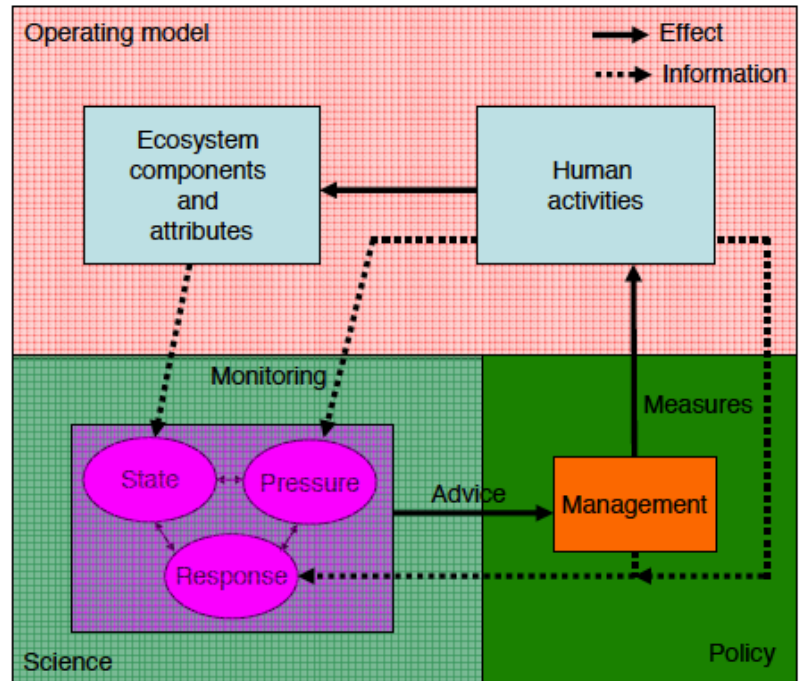 Operating model
Effect
Information
Ecosystem
components
and
attributes
Human
activities
Monitoring
Measures
State
Pressure
Response
Advice
Management
Science
Policy